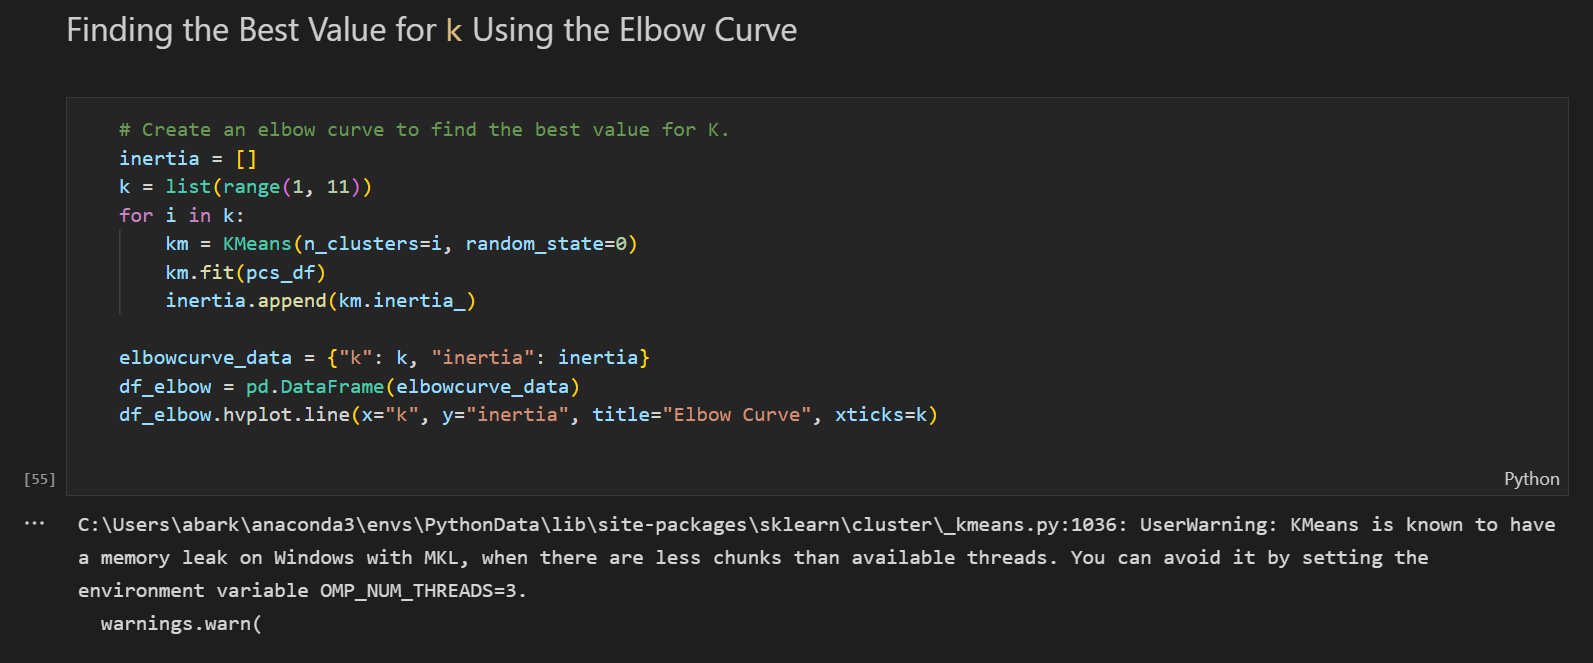 Finding the Best Value for k Using the Elbow Curve
# Create an elbow curve to find the best value for K.
inertia = []
k = list(range(1, 11))
for i in k:
    km = KMeans(n_clusters=i, random_state=0)
    km.fit(pcs_df)
    inertia.append(km.inertia_)

elbowcurve_data = {"k": k, "inertia": inertia}
df_elbow = pd.DataFrame(elbowcurve_data)
df_elbow.hvplot.line(x="k", y="inertia", title="Elbow Curve", xticks=k)
[55]
Python
... C:\Users\abark\anaconda3\envs\PythonData\lib\site-packages\sklearn\cluster\_kmeans.py:1036: UserWarning: KMeans is known to have
a memory leak on Windows with MKL, when there are less chunks than available threads. You can avoid it by setting the
environment variable OMP_NUM_THREADS=3.
  warnings.warn(